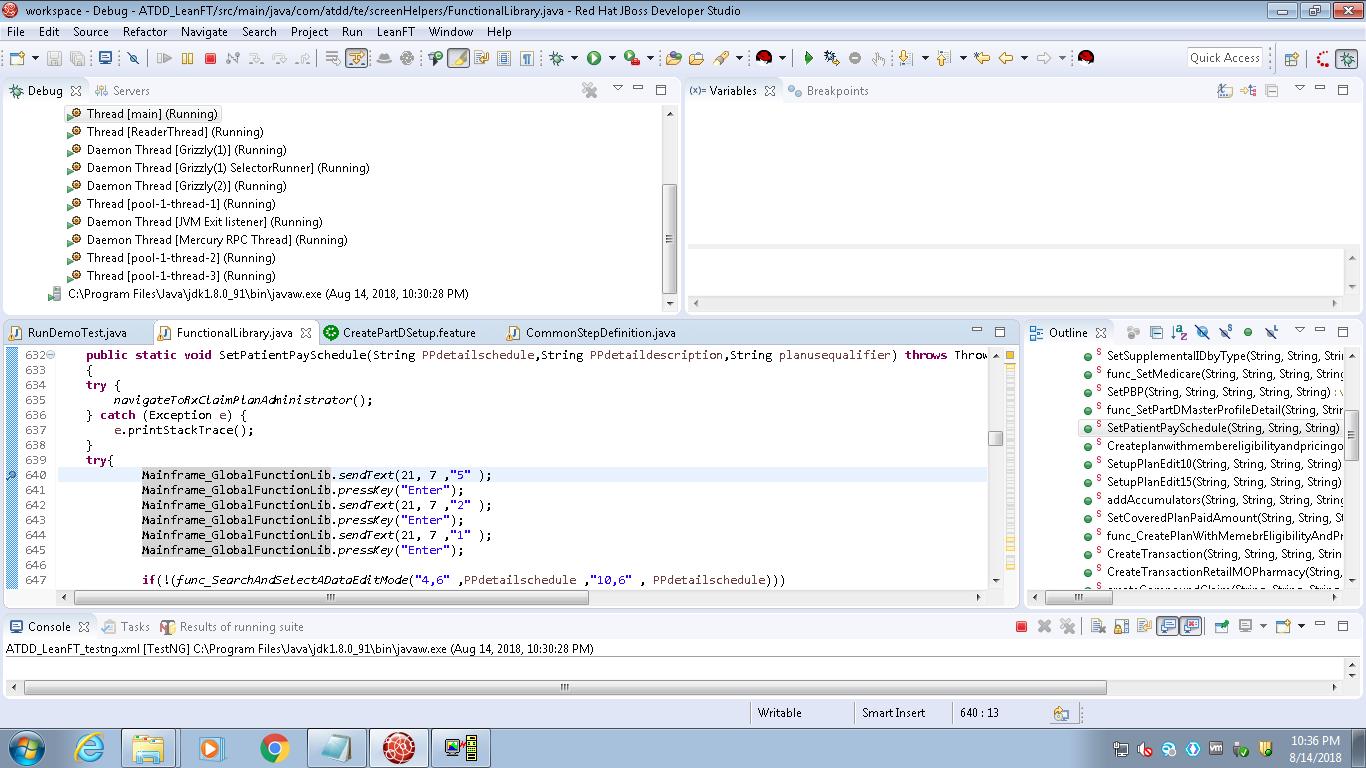 workspace - Debug - ATDD_LeanFT/src/main/java/com/atdd/te/screenHelpers/FunctionalLibrary.java - Red Hat JBoss Developer Studio
File Edit Source Refactor Navigate Search Project Run LeanFT Window Help
Quick Access
Debug Servers
Thread [main] (Running)
Thread [ReaderThread] (Running)
Daemon Thread [Grizzly(1)] (Running)
Daemon Thread [Grizzly(1) SelectorRunner] (Running)
Daemon Thread [Grizzly(2)] (Running)
Thread [pool-1-thread-1] (Running)
Daemon Thread [JVM Exit listener] (Running)
Daemon Thread [Mercury RPC Thread] (Running)
Thread [pool-1-thread-2] (Running)
Thread [pool-1-thread-3] (Running)
C:\Program Files\Java\jdk1.8.0_91\bin\javaw.exe (Aug 14, 2018, 10:30:28 PM)
(x)= Variables Breakpoints
RunDemoTest.java FunctionalLibrary.java CreatePartDSetup.feature CommonStepDefinition.java
632 public static void SetPatientPaySchedule(String PPdetailschedule,String PPdetaildescription,String planusequalifier) throws Throw
633 {
634 try {
635 navigateToRxClaimPlanAdministrator();
636 } catch (Exception e) {
637 e.printStackTrace();
638 }
639 try{
640 Mainframe_GlobalFunctionLib.sendText(21, 7 ,"5" );
641 Mainframe_GlobalFunctionLib.pressKey("Enter");
642 Mainframe_GlobalFunctionLib.sendText(21, 7 ,"2" );
643 Mainframe_GlobalFunctionLib.pressKey("Enter");
644 Mainframe_GlobalFunctionLib.sendText(21, 7 ,"1" );
645 Mainframe_GlobalFunctionLib.pressKey("Enter");
646
647 if(!(func_SearchAndSelectADataEditMode("4,6" ,PPdetailschedule ,"10,6" , PPdetailschedule)))
Outline
SetSupplementalIDbyType(String, String, Stri
func_SetMedicare(String, String, String, String,
SetPBP(String, String, String, String, String) : v
func_SetPartDMasterProfileDetail(String, Strin
SetPatientPaySchedule(String, String, String)
Createplanwithmembereligibilityandpricingo
SetupPlanEdit10(String, String, String, String,
SetupPlanEdit15(String, String, String, String,
addAccumulators(String, String, String, String,
SetCoveredPlanPaidAmount(String, String, Stri
func_CreatePlanWithMemebrEligibilityAndPr
CreateTransaction(String, String, String, String,
CreateTransactionRetailMOPharmacy(String,
Console Tasks Results of running suite
ATDD_LeanFT_testng.xml [TestNG] C:\Program Files\Java\jdk1.8.0_91\bin\javaw.exe (Aug 14, 2018, 10:30:28 PM)
Writable Smart Insert 640 : 13
10:36 PM
8/14/2018